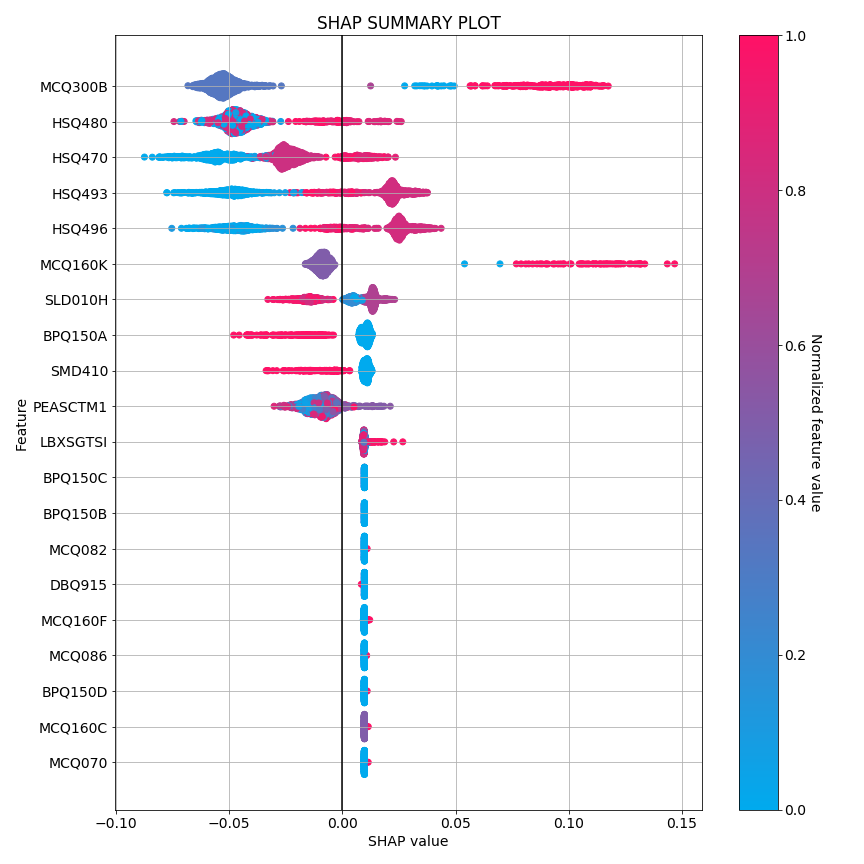 SHAP SUMMARY PLOT
MCQ300B
HSQ480
HSQ470
HSQ493
HSQ496
MCQ160K
SLD010H
BPQ150A
SMD410
PEASCTM1
LBXSGTSI
BPQ150C
BPQ150B
MCQ082
DBQ915
MCQ160F
MCQ086
BPQ150D
MCQ160C
MCQ070
Feature
−0.10 −0.05 0.00 0.05 0.10 0.15
SHAP value
1.0
0.8
0.6
0.4
0.2
0.0
Normalized feature value